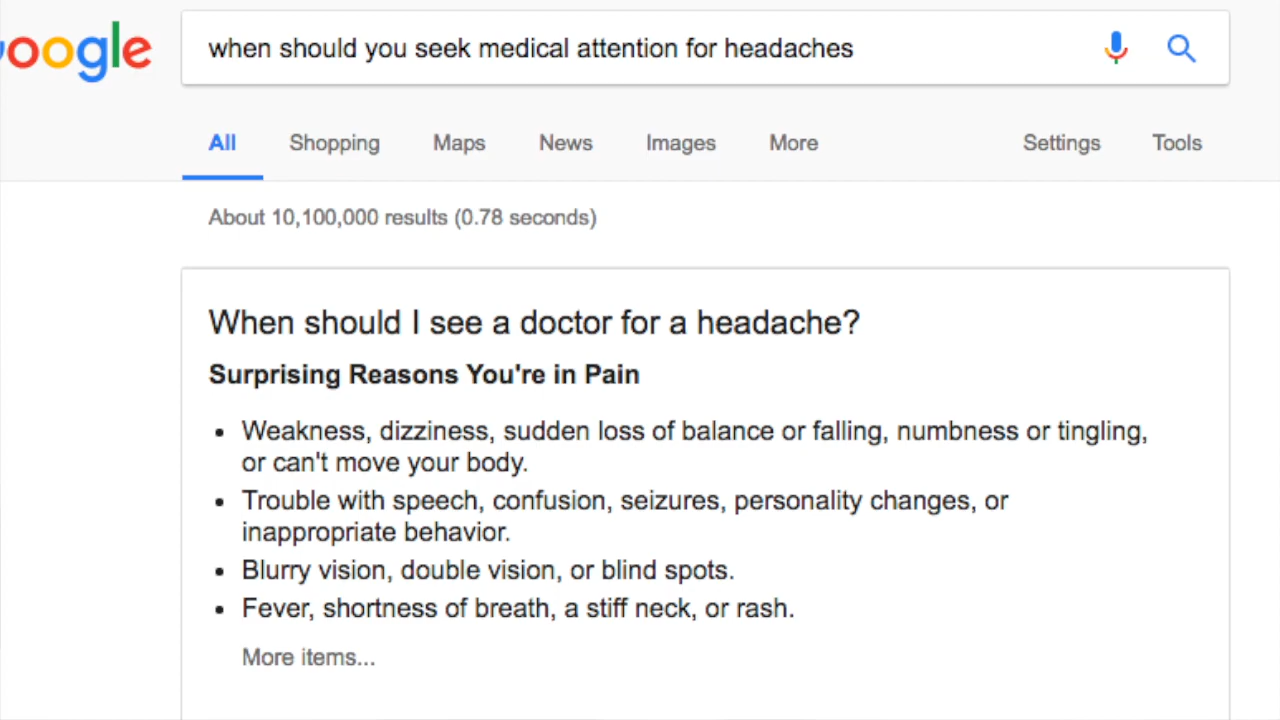 oogle
when should you seek medical attention for headaches
All Shopping Maps News Images More Settings Tools
About 10,100,000 results (0.78 seconds)
When should I see a doctor for a headache?
Surprising Reasons You're in Pain
• Weakness, dizziness, sudden loss of balance or falling, numbness or tingling,
or can't move your body.
• Trouble with speech, confusion, seizures, personality changes, or
inappropriate behavior.
• Blurry vision, double vision, or blind spots.
• Fever, shortness of breath, a stiff neck, or rash.
More items...